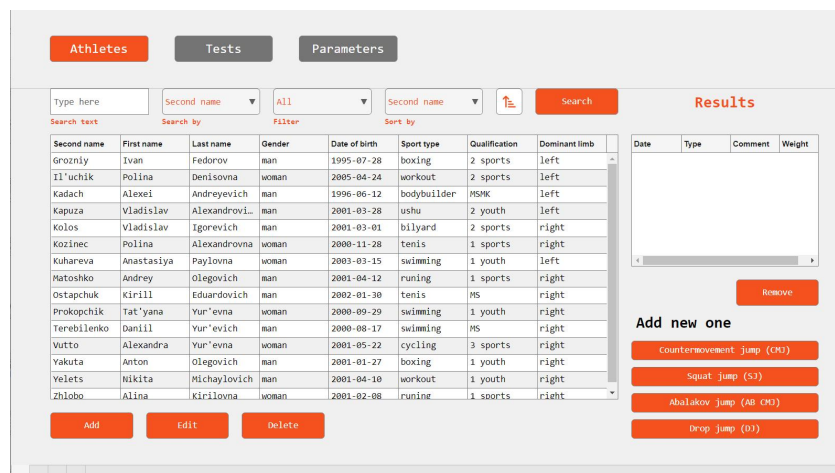 Athletes Tests Parameters
Type here Second name All Second name Search Results
Search text Search by Filter Sort by
Second name First name Last name Gender Date of birth Sport type Qualification Dominant limb Date Type Comment Weight
Grozniy Ivan Fedorov man 1995-07-28 boxing 2 sports left
Il'uchik Polina Denisovna woman 2005-04-24 workout 2 sports left
Kadach Alexei Andreyevich man 1996-06-12 bodybuilder MSMK left
Kapuza Vladislav Alexandrovi... man 2001-03-28 ushu 2 youth left
Kolos Vladislav Igorevich man 2001-03-01 bilyard 2 sports right
Kozinec Polina Alexandrovna woman 2000-11-28 tenis 1 sports right
Kuhareva Anastasiya Paylovna woman 2003-03-15 swimming 1 youth left
Matoshko Andrey Olegovich man 2001-04-12 runing 1 sports right
Ostapchuk Kirill Eduardovich man 2002-01-30 tenis MS right
Remove
Prokopchik Tat'yana Yur'evna woman 2000-09-29 swimming 1 youth right
Terebilenko Daniil Yur'evich man 2000-08-17 swimming MS right
Add new one
Vutto Alexandra Yur'evna woman 2001-05-22 cycling 3 sports right
Yakuta Anton Olegovich man 2001-01-27 boxing 1 youth right
Countermovement jump (CMJ)
Yelets Nikita Michaylovich man 2001-04-10 workout 1 youth right
Squat jump (SJ)
Zhlobo Alina Kirilovna woman 2001-02-08 runing 1 sports right
Abalakov jump (AB CMJ)
Add Edit Delete
Drop jump (DJ)